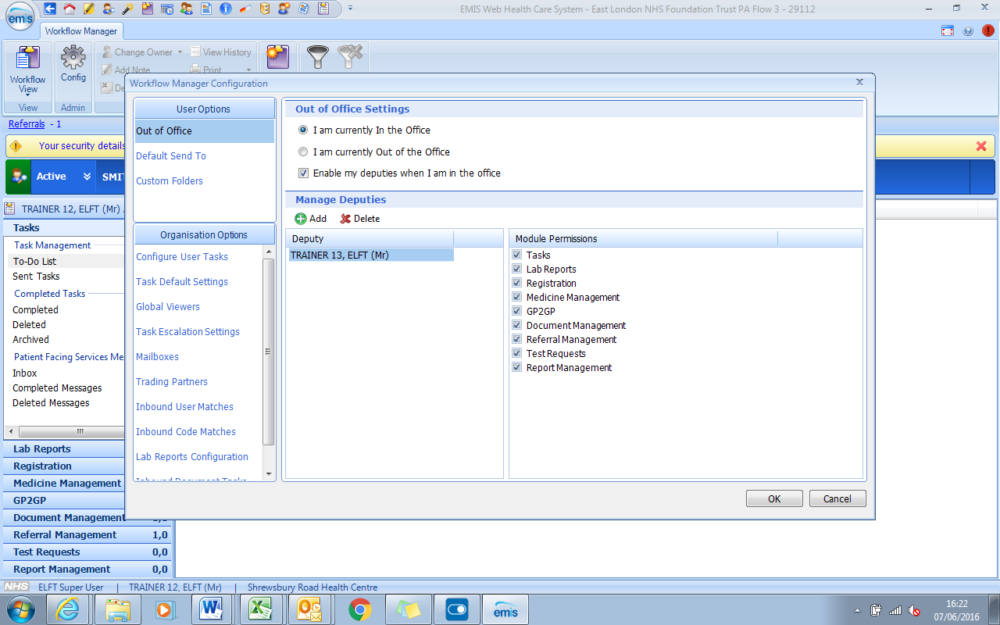 emis
EMIS Web Health Care System - East London NHS Foundation Trust PA Flow 3 - 29112
Workflow Manager
Workflow View
Config
Change Owner
Add Note
De
View History
Print
View
Admin
Referrals - 1
Your security details
Active
SMIT
TRAINER 12, ELFT (Mr)
Tasks
Task Management
To-Do List
Sent Tasks
Completed Tasks
Completed
Deleted
Archived
Patient Facing Services Me
Inbox
Completed Messages
Deleted Messages
Lab Reports
Registration
Medicine Management
GP2GP
Document Management
Referral Management 1,0
Test Requests 0,0
Report Management 0,0
Workflow Manager Configuration
User Options
Out of Office
Default Send To
Custom Folders
Organisation Options
Configure User Tasks
Task Default Settings
Global Viewers
Task Escalation Settings
Mailboxes
Trading Partners
Inbound User Matches
Inbound Code Matches
Lab Reports Configuration
Inbound Document Tasks
Out of Office Settings
I am currently In the Office
I am currently Out of the Office
Enable my deputies when I am in the office
Manage Deputies
Add Delete
Deputy
TRAINER 13, ELFT (Mr)
Module Permissions
Tasks
Lab Reports
Registration
Medicine Management
GP2GP
Document Management
Referral Management
Test Requests
Report Management
OK Cancel
NHS ELFT Super User | TRAINER 12, ELFT (Mr) | Shrewsbury Road Health Centre
emis
16:22
07/06/2016